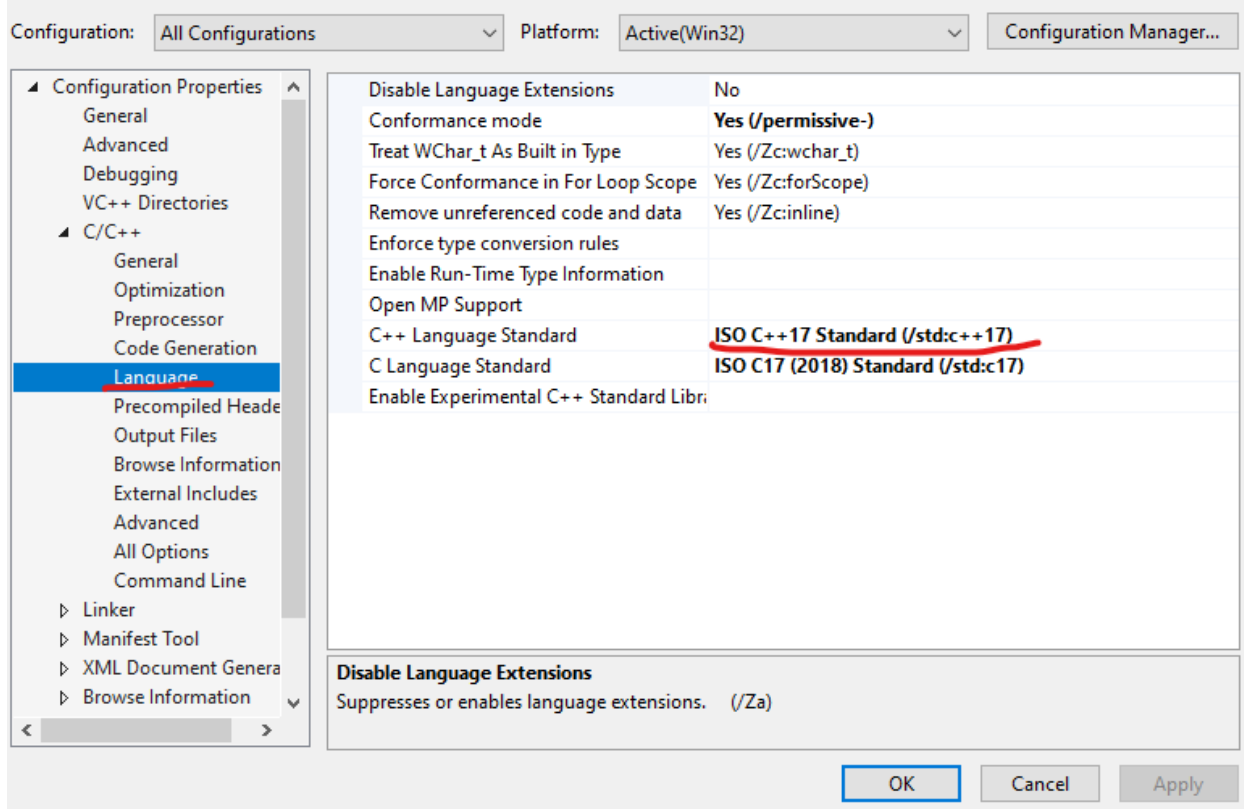 Configuration: All Configurations Platform: Active(Win32) Configuration Manager...
Configuration Properties
General
Advanced
Debugging
VC++ Directories
C/C++
General
Optimization
Preprocessor
Code Generation
Language
Precompiled Heade
Output Files
Browse Information
External Includes
Advanced
All Options
Command Line
Linker
Manifest Tool
XML Document Genera
Browse Information
Disable Language Extensions No
Conformance mode Yes (/permissive-)
Treat WChar_t As Built in Type Yes (/Zc:wchar_t)
Force Conformance in For Loop Scope Yes (/Zc:forScope)
Remove unreferenced code and data Yes (/Zc:inline)
Enforce type conversion rules
Enable Run-Time Type Information
Open MP Support
C++ Language Standard ISO C++17 Standard (/std:c++17)
C Language Standard ISO C17 (2018) Standard (/std:c17)
Enable Experimental C++ Standard Libra
Disable Language Extensions
Suppresses or enables language extensions. (/Za)
OK Cancel Apply